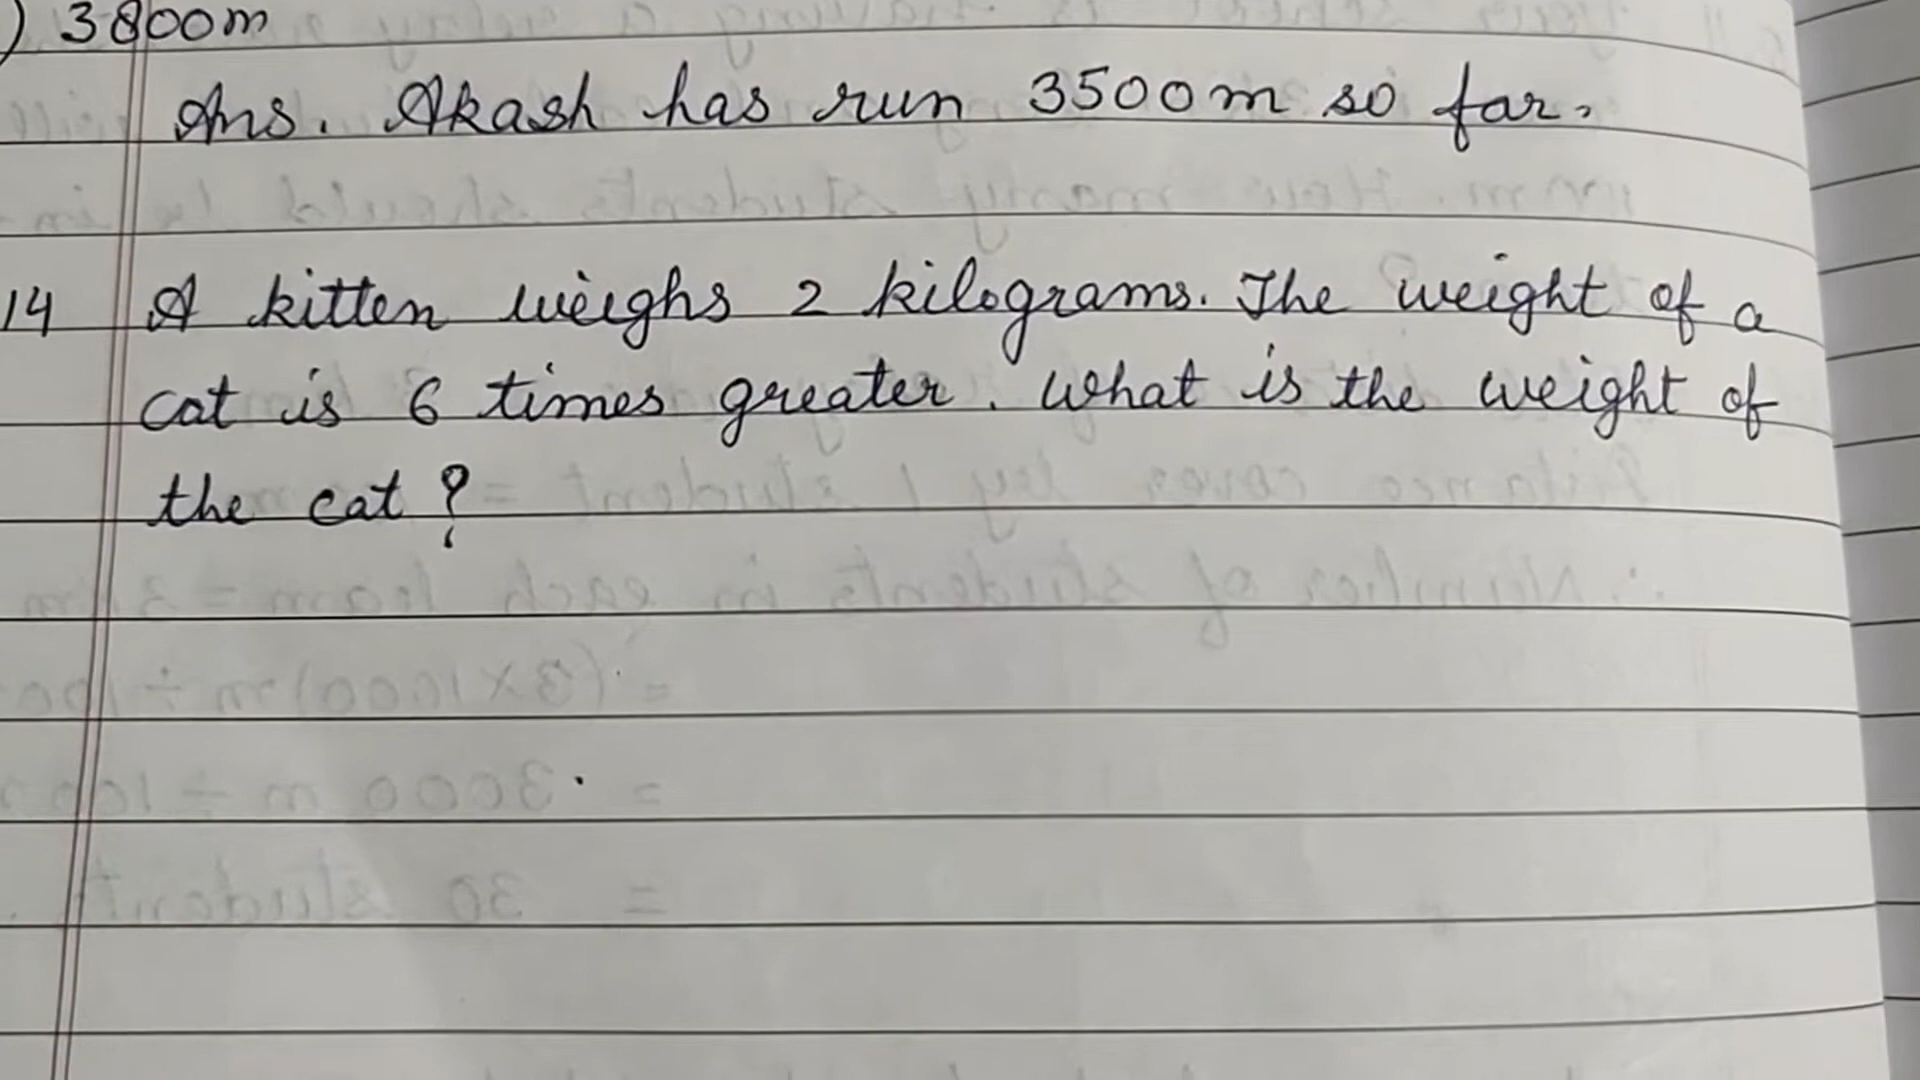 ) 3800m
Ans. Akash has run 3500m so far.
14 A kitten weighs 2 kilograms. The weight of a
cat is 6 times greater. What is the weight of
the cat ?